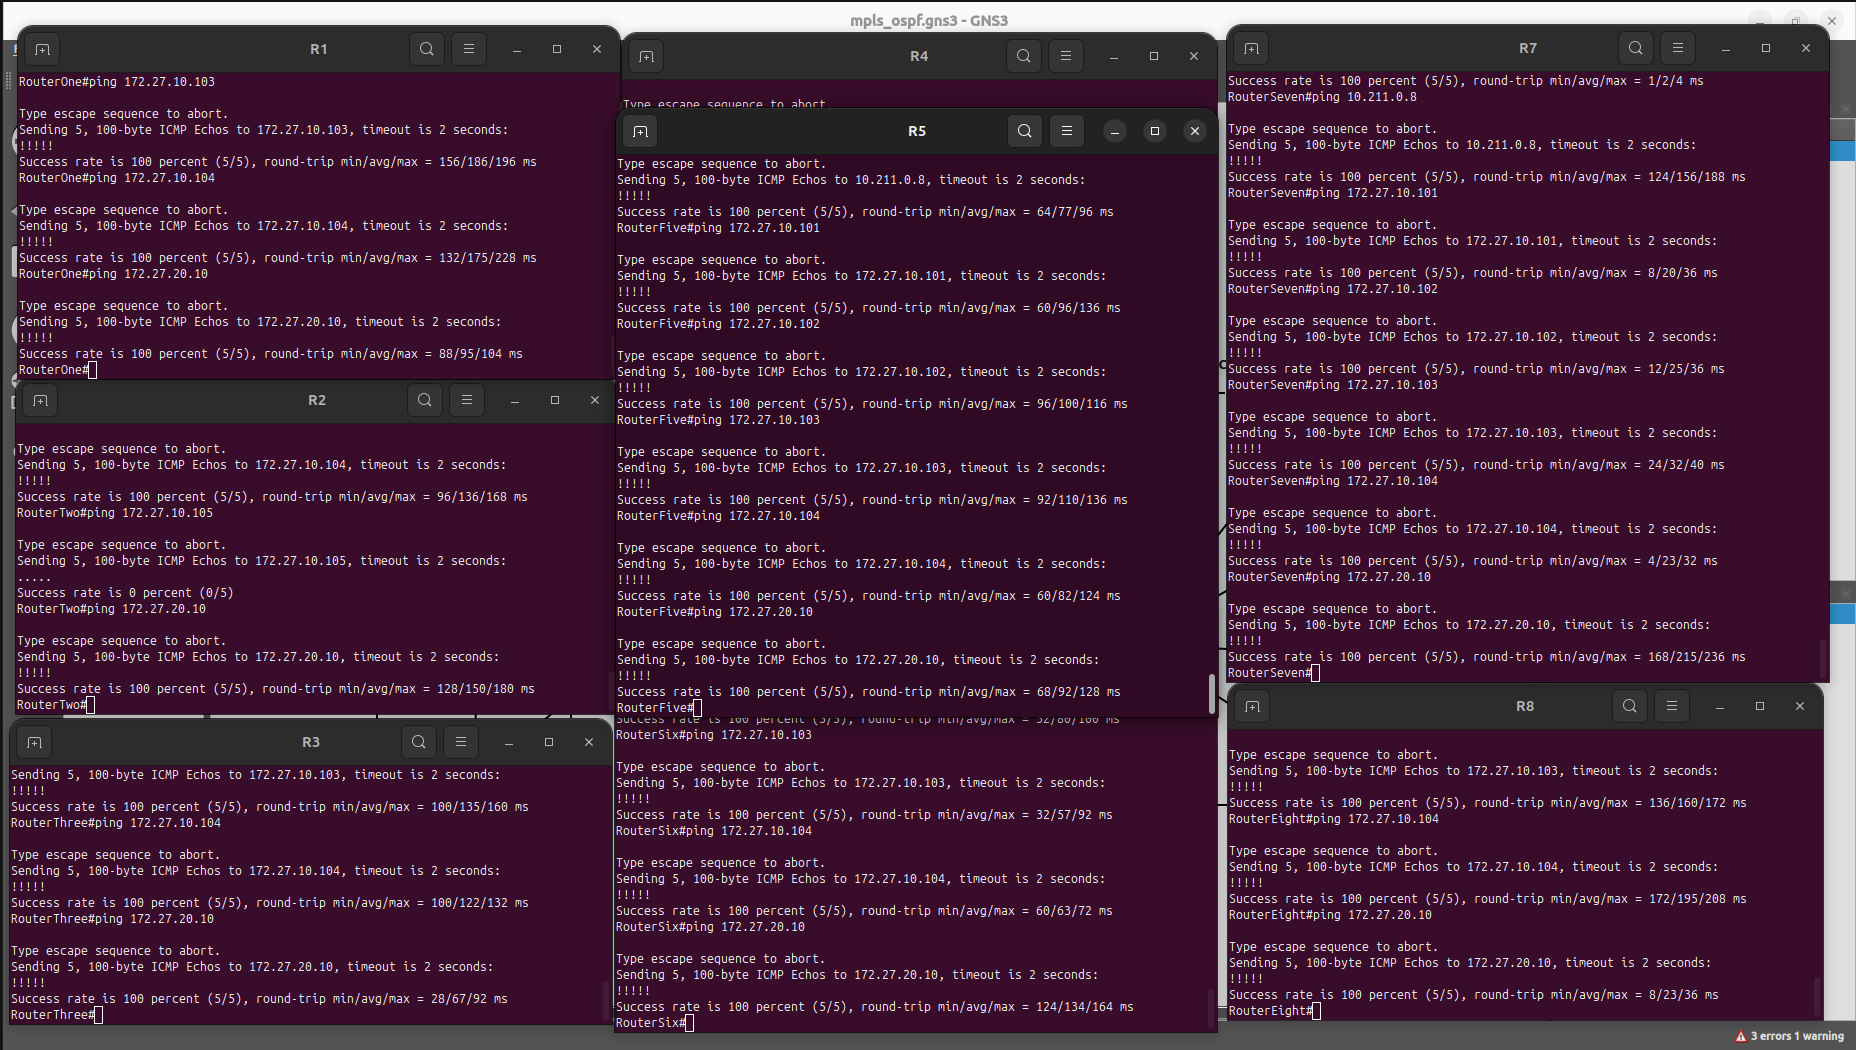 mpls_ospf.gns3 - GNS3
R1
RouterOne#ping 172.27.10.103
Type escape sequence to abort.
Sending 5, 100-byte ICMP Echos to 172.27.10.103, timeout is 2 seconds:
!!!!!
Success rate is 100 percent (5/5), round-trip min/avg/max = 156/186/196 ms
RouterOne#ping 172.27.10.104
Type escape sequence to abort.
Sending 5, 100-byte ICMP Echos to 172.27.10.104, timeout is 2 seconds:
!!!!!
Success rate is 100 percent (5/5), round-trip min/avg/max = 132/175/228 ms
RouterOne#ping 172.27.20.10
Type escape sequence to abort.
Sending 5, 100-byte ICMP Echos to 172.27.20.10, timeout is 2 seconds:
!!!!!
Success rate is 100 percent (5/5), round-trip min/avg/max = 88/95/104 ms
RouterOne#
R2
Type escape sequence to abort.
Sending 5, 100-byte ICMP Echos to 172.27.10.104, timeout is 2 seconds:
!!!!!
Success rate is 100 percent (5/5), round-trip min/avg/max = 96/136/168 ms
RouterTwo#ping 172.27.10.105
Type escape sequence to abort.
Sending 5, 100-byte ICMP Echos to 172.27.10.105, timeout is 2 seconds:
.....
Success rate is 0 percent (0/5)
RouterTwo#ping 172.27.20.10
Type escape sequence to abort.
Sending 5, 100-byte ICMP Echos to 172.27.20.10, timeout is 2 seconds:
!!!!!
Success rate is 100 percent (5/5), round-trip min/avg/max = 128/150/180 ms
RouterTwo#
R3
Sending 5, 100-byte ICMP Echos to 172.27.10.103, timeout is 2 seconds:
!!!!!
Success rate is 100 percent (5/5), round-trip min/avg/max = 100/135/160 ms
RouterThree#ping 172.27.10.104
Type escape sequence to abort.
Sending 5, 100-byte ICMP Echos to 172.27.10.104, timeout is 2 seconds:
!!!!!
Success rate is 100 percent (5/5), round-trip min/avg/max = 100/122/132 ms
RouterThree#ping 172.27.20.10
Type escape sequence to abort.
Sending 5, 100-byte ICMP Echos to 172.27.20.10, timeout is 2 seconds:
!!!!!
Success rate is 100 percent (5/5), round-trip min/avg/max = 28/67/92 ms
RouterThree#
R4
Type escape sequence to abort.
R5
Type escape sequence to abort.
Sending 5, 100-byte ICMP Echos to 10.211.0.8, timeout is 2 seconds:
!!!!!
Success rate is 100 percent (5/5), round-trip min/avg/max = 64/77/96 ms
RouterFive#ping 172.27.10.101
Type escape sequence to abort.
Sending 5, 100-byte ICMP Echos to 172.27.10.101, timeout is 2 seconds:
!!!!!
Success rate is 100 percent (5/5), round-trip min/avg/max = 60/96/136 ms
RouterFive#ping 172.27.10.102
Type escape sequence to abort.
Sending 5, 100-byte ICMP Echos to 172.27.10.102, timeout is 2 seconds:
!!!!!
Success rate is 100 percent (5/5), round-trip min/avg/max = 96/100/116 ms
RouterFive#ping 172.27.10.103
Type escape sequence to abort.
Sending 5, 100-byte ICMP Echos to 172.27.10.103, timeout is 2 seconds:
!!!!!
Success rate is 100 percent (5/5), round-trip min/avg/max = 92/110/136 ms
RouterFive#ping 172.27.10.104
Type escape sequence to abort.
Sending 5, 100-byte ICMP Echos to 172.27.10.104, timeout is 2 seconds:
!!!!!
Success rate is 100 percent (5/5), round-trip min/avg/max = 60/82/124 ms
RouterFive#ping 172.27.20.10
Type escape sequence to abort.
Sending 5, 100-byte ICMP Echos to 172.27.20.10, timeout is 2 seconds:
!!!!!
Success rate is 100 percent (5/5), round-trip min/avg/max = 68/92/128 ms
RouterFive#
Success rate is 100 percent (5/5), round-trip min/avg/max = 52/80/100 ms
RouterSix#ping 172.27.10.103
Type escape sequence to abort.
Sending 5, 100-byte ICMP Echos to 172.27.10.103, timeout is 2 seconds:
!!!!!
Success rate is 100 percent (5/5), round-trip min/avg/max = 32/57/92 ms
RouterSix#ping 172.27.10.104
Type escape sequence to abort.
Sending 5, 100-byte ICMP Echos to 172.27.10.104, timeout is 2 seconds:
!!!!!
Success rate is 100 percent (5/5), round-trip min/avg/max = 60/63/72 ms
RouterSix#ping 172.27.20.10
Type escape sequence to abort.
Sending 5, 100-byte ICMP Echos to 172.27.20.10, timeout is 2 seconds:
!!!!!
Success rate is 100 percent (5/5), round-trip min/avg/max = 124/134/164 ms
RouterSix#
R7
Success rate is 100 percent (5/5), round-trip min/avg/max = 1/2/4 ms
RouterSeven#ping 10.211.0.8
Type escape sequence to abort.
Sending 5, 100-byte ICMP Echos to 10.211.0.8, timeout is 2 seconds:
!!!!!
Success rate is 100 percent (5/5), round-trip min/avg/max = 124/156/188 ms
RouterSeven#ping 172.27.10.101
Type escape sequence to abort.
Sending 5, 100-byte ICMP Echos to 172.27.10.101, timeout is 2 seconds:
!!!!!
Success rate is 100 percent (5/5), round-trip min/avg/max = 8/20/36 ms
RouterSeven#ping 172.27.10.102
Type escape sequence to abort.
Sending 5, 100-byte ICMP Echos to 172.27.10.102, timeout is 2 seconds:
!!!!!
Success rate is 100 percent (5/5), round-trip min/avg/max = 12/25/36 ms
RouterSeven#ping 172.27.10.103
Type escape sequence to abort.
Sending 5, 100-byte ICMP Echos to 172.27.10.103, timeout is 2 seconds:
!!!!!
Success rate is 100 percent (5/5), round-trip min/avg/max = 24/32/40 ms
RouterSeven#ping 172.27.10.104
Type escape sequence to abort.
Sending 5, 100-byte ICMP Echos to 172.27.10.104, timeout is 2 seconds:
!!!!!
Success rate is 100 percent (5/5), round-trip min/avg/max = 4/23/32 ms
RouterSeven#ping 172.27.20.10
Type escape sequence to abort.
Sending 5, 100-byte ICMP Echos to 172.27.20.10, timeout is 2 seconds:
!!!!!
Success rate is 100 percent (5/5), round-trip min/avg/max = 168/215/236 ms
RouterSeven#
R8
Type escape sequence to abort.
Sending 5, 100-byte ICMP Echos to 172.27.10.103, timeout is 2 seconds:
!!!!!
Success rate is 100 percent (5/5), round-trip min/avg/max = 136/160/172 ms
RouterEight#ping 172.27.10.104
Type escape sequence to abort.
Sending 5, 100-byte ICMP Echos to 172.27.10.104, timeout is 2 seconds:
!!!!!
Success rate is 100 percent (5/5), round-trip min/avg/max = 172/195/208 ms
RouterEight#ping 172.27.20.10
Type escape sequence to abort.
Sending 5, 100-byte ICMP Echos to 172.27.20.10, timeout is 2 seconds:
!!!!!
Success rate is 100 percent (5/5), round-trip min/avg/max = 8/23/36 ms
RouterEight#
3 errors 1 warning